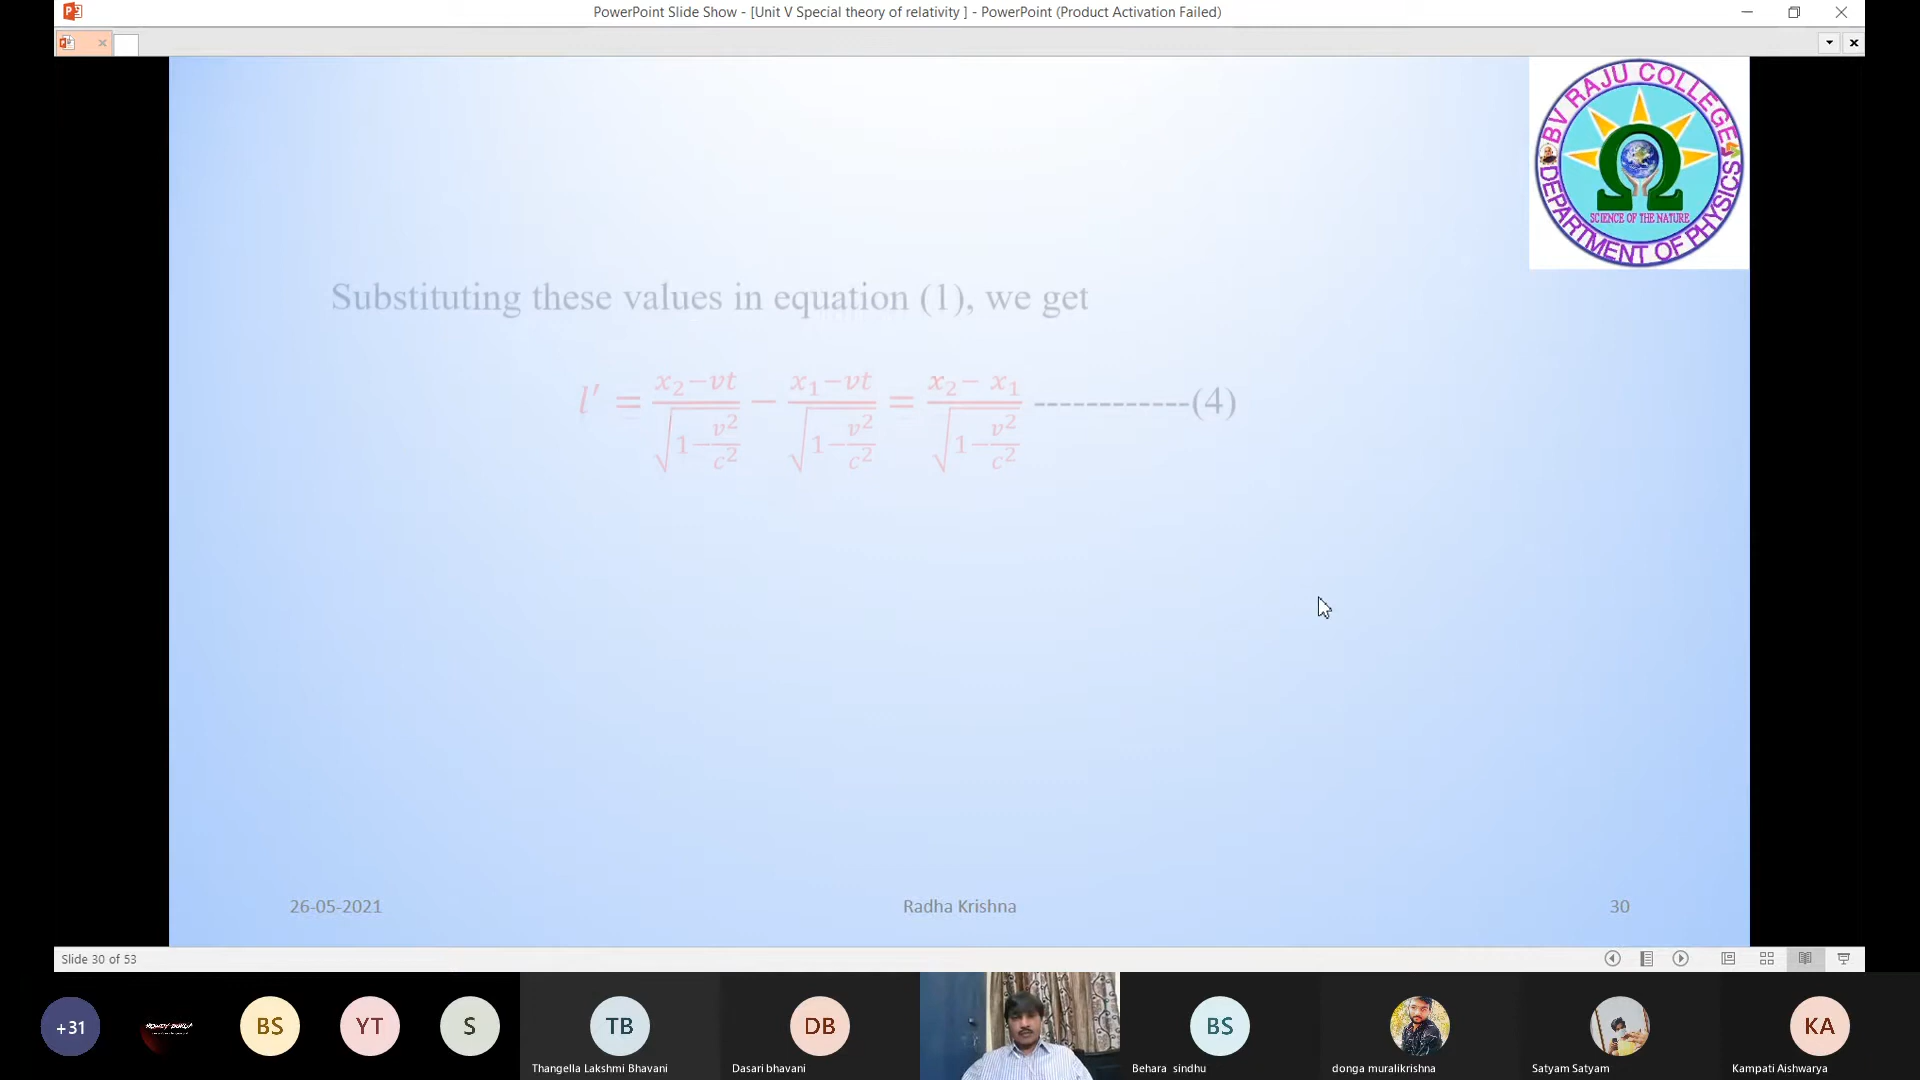 PowerPoint Slide Show - [Unit V Special theory of relativity ] - PowerPoint (Product Activation Failed)
BV RAJU COLLEGE
SCIENCE OF THE NATURE
DEPARTMENT OF PHYSICS
Substituting these values in equation (1), we get
l′ = (x₂−vt)/√(1−v²/c²) − (x₁−vt)/√(1−v²/c²) = (x₂− x₁)/√(1−v²/c²) ------------(4)
26-05-2021 Radha Krishna 30
Slide 30 of 53
+31 BS YT S TB DB BS KA
Thangella Lakshmi Bhavani Dasari bhavani Behara sindhu donga muralikrishna Satyam Satyam Kampati Aishwarya